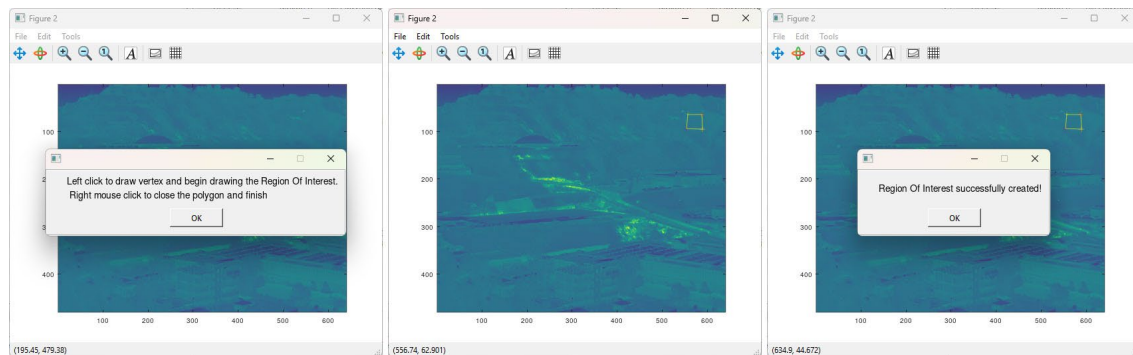 Figure 2
File Edit Tools
A
100
2
3
400
100 200 300 400 500 600
(195.45, 479.38)
Left click to draw vertex and begin drawing the Region Of Interest.
Right mouse click to close the polygon and finish
OK
Figure 2
File Edit Tools
A
100
200
300
400
100 200 300 400 500 600
(556.74, 62.901)
Figure 2
File Edit Tools
A
100
200
300
400
100 200 300 400 500 600
(634.9, 44.672)
Region Of Interest successfully created!
OK